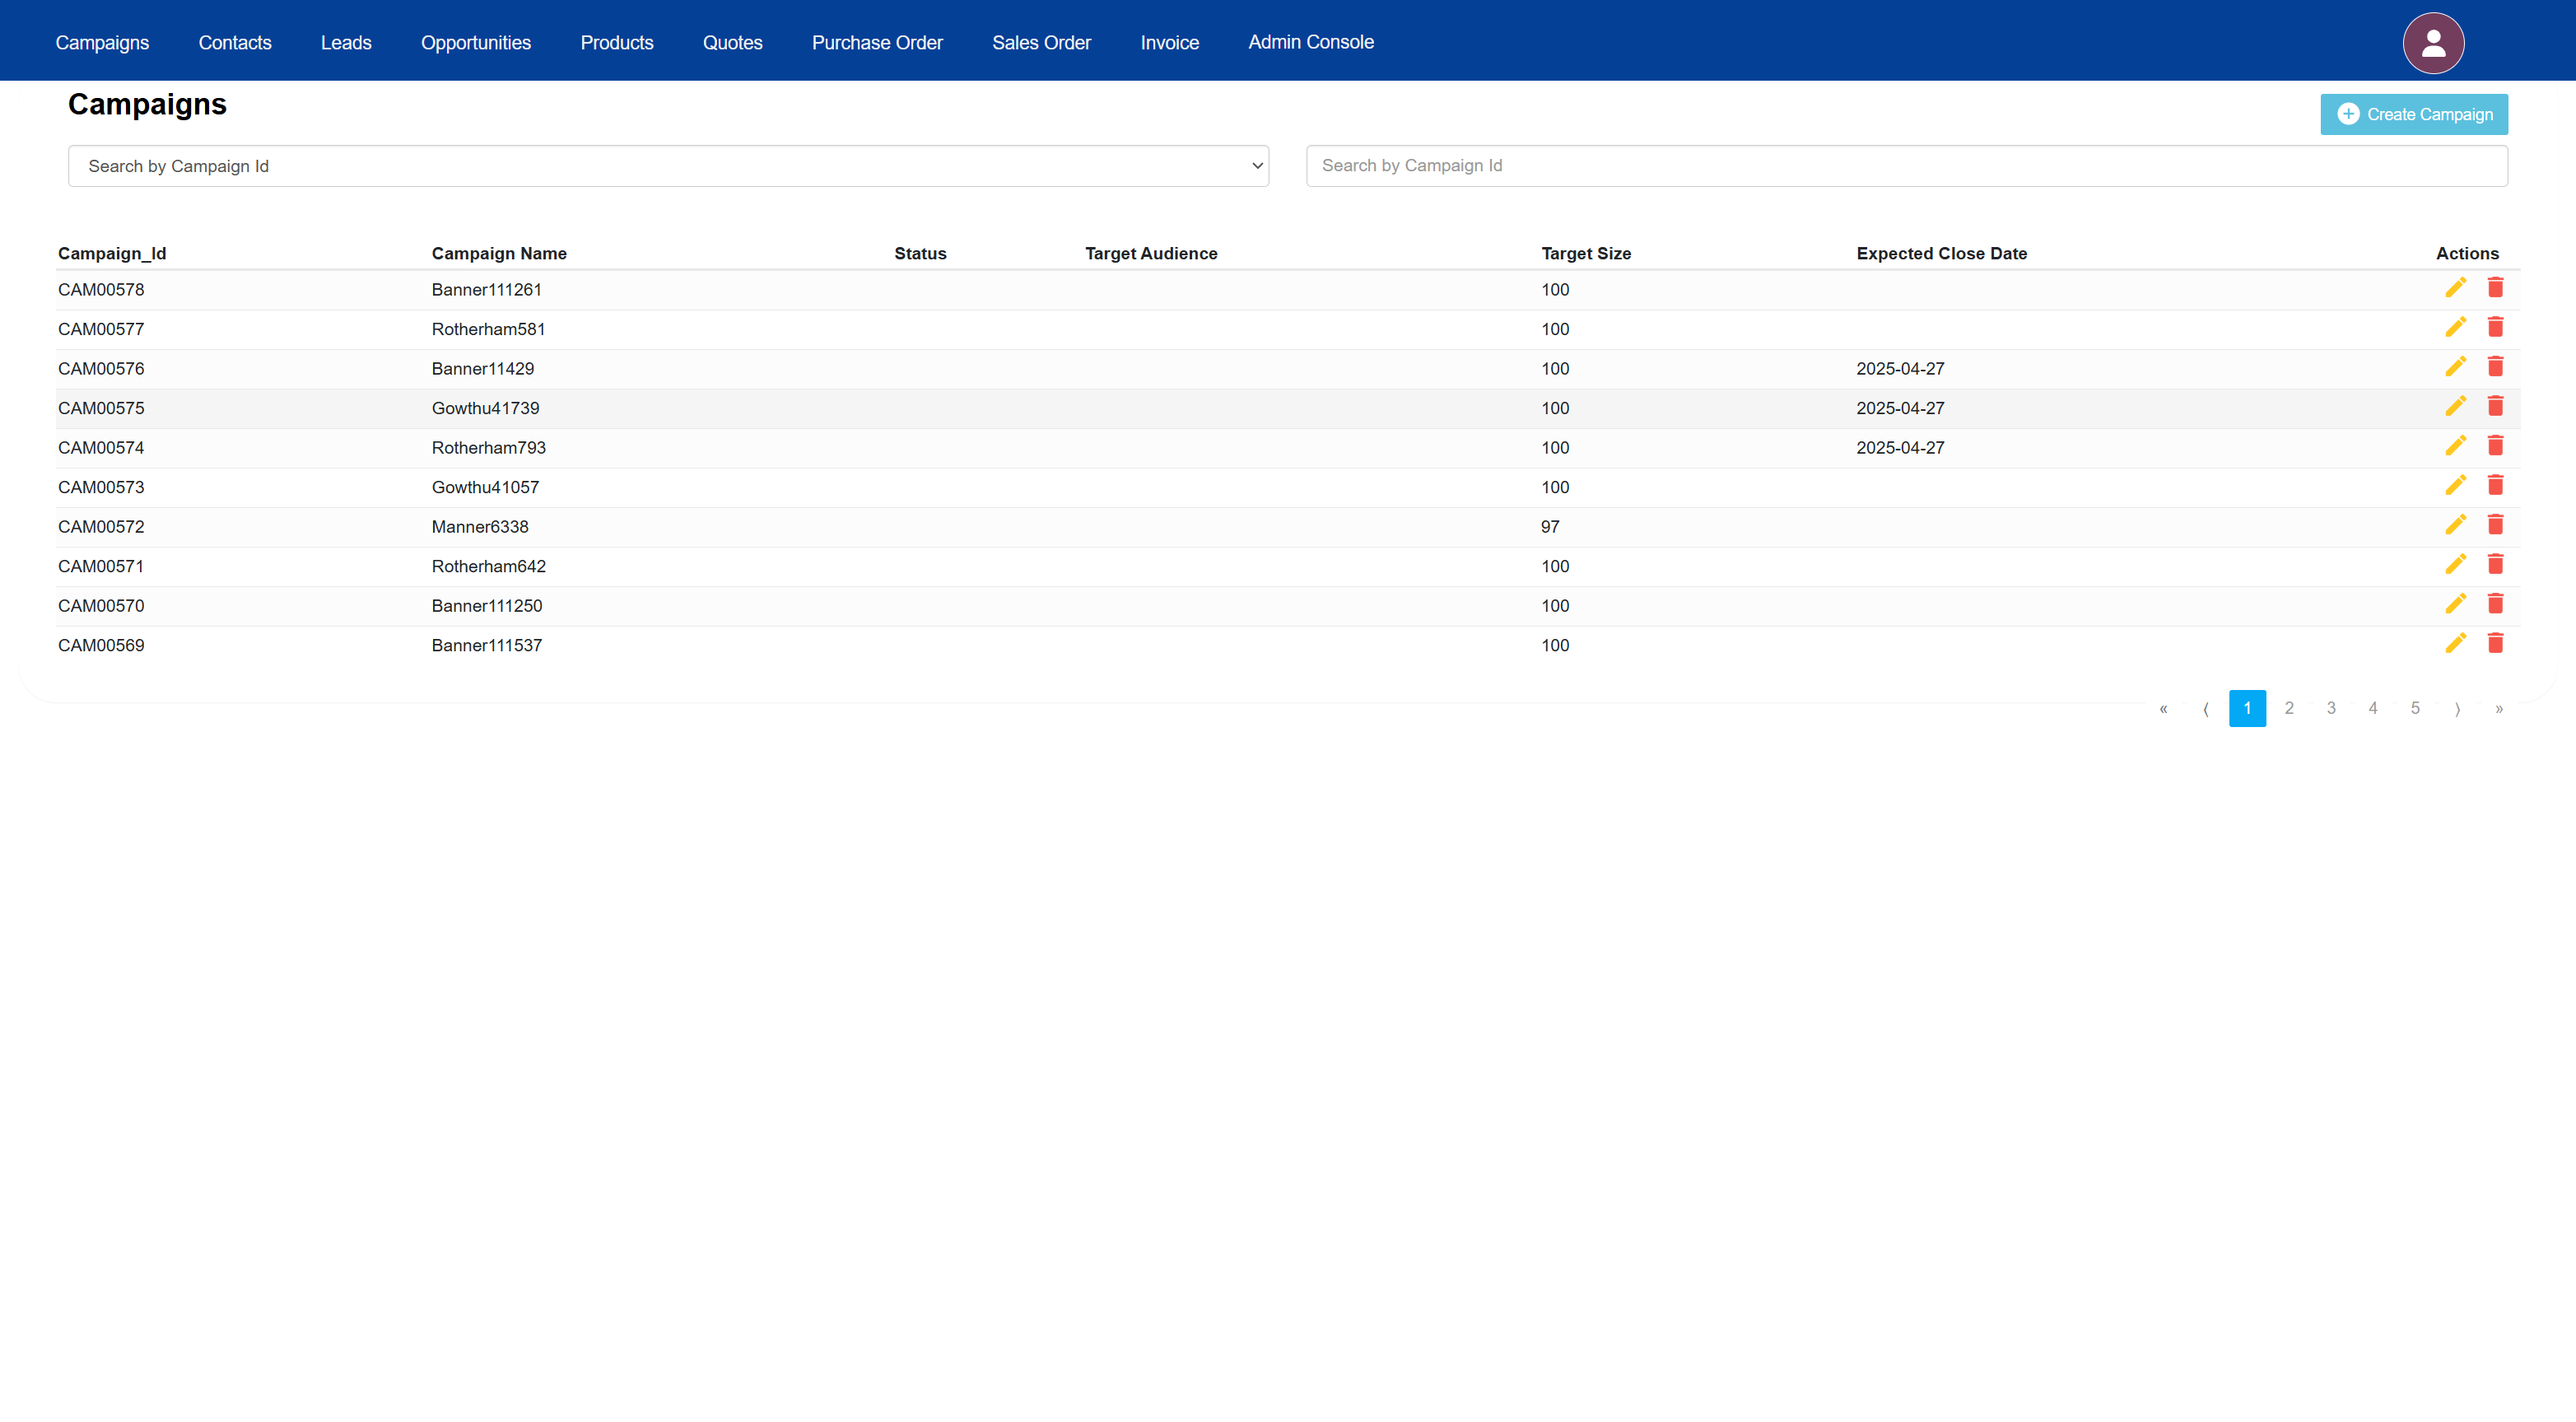 Campaigns Contacts Leads Opportunities Products Quotes Purchase Order Sales Order Invoice Admin Console
Campaigns
Create Campaign
Search by Campaign Id Search by Campaign Id
Campaign_Id Campaign Name Status Target Audience Target Size Expected Close Date Actions
CAM00578 Banner111261 100
CAM00577 Rotherham581 100
CAM00576 Banner11429 100 2025-04-27
CAM00575 Gowthu41739 100 2025-04-27
CAM00574 Rotherham793 100 2025-04-27
CAM00573 Gowthu41057 100
CAM00572 Manner6338 97
CAM00571 Rotherham642 100
CAM00570 Banner111250 100
CAM00569 Banner111537 100
« ⟨ 1 2 3 4 5 ⟩ »